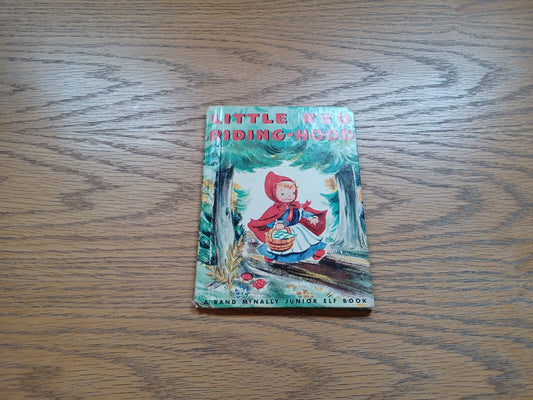 LITTLE RED
RIDING-HOOD
A RAND McNALLY JUNIOR ELF BOOK